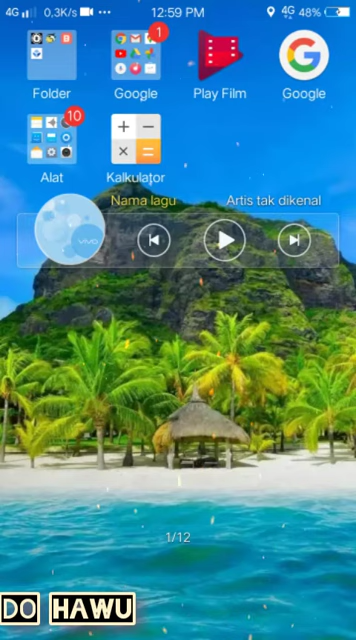 4G 0,3K/s ... 12:59 PM 4G 48%
1
Folder Google Play Film Google
10
Alat Kalkulator
Nama lagu Artis tak dikenal
vivo
1/12
DO HAWU